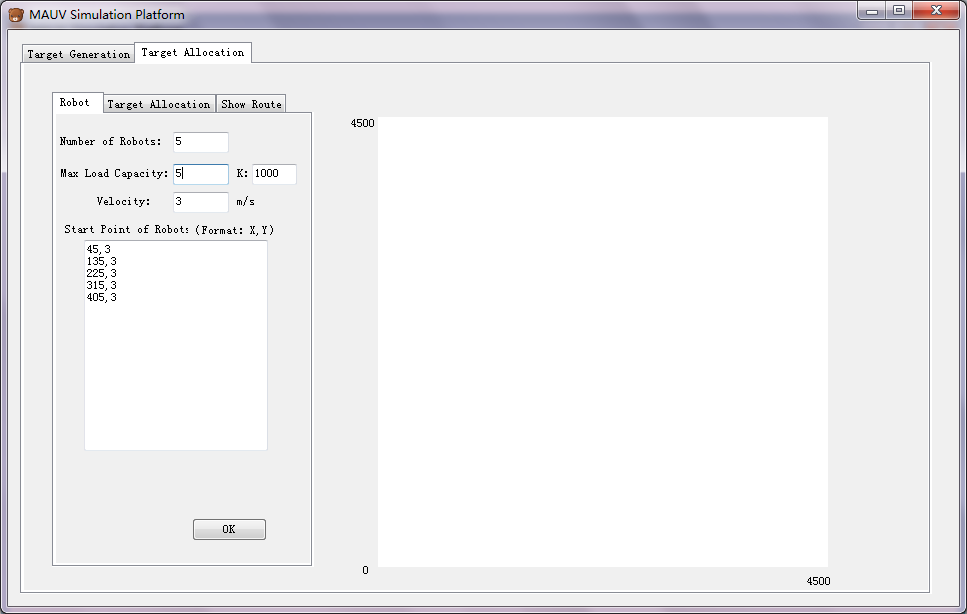 MAUV Simulation Platform
Target Generation Target Allocation
Robot Target Allocation Show Route
Number of Robots: 5
Max Load Capacity: 5 K: 1000
Velocity: 3 m/s
Start Point of Robots (Format: X,Y)
45,3
135,3
225,3
315,3
405,3
OK
4500
0
4500